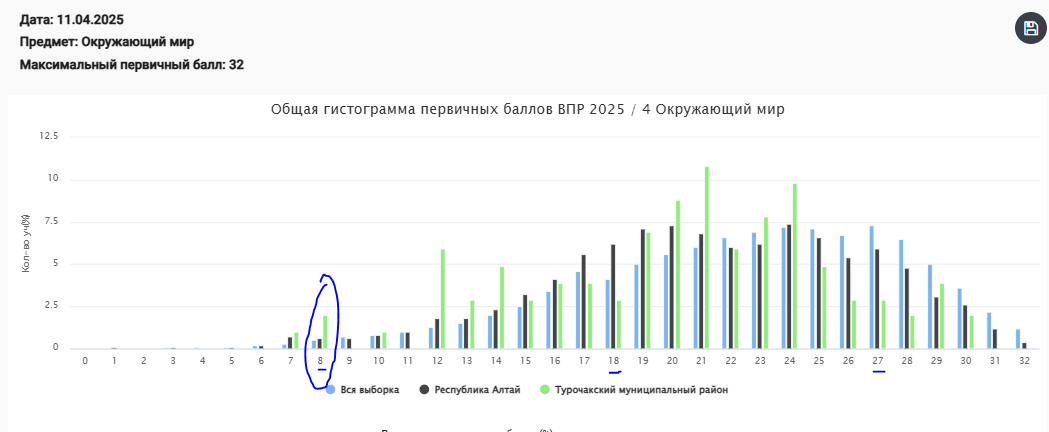 Дата: 11.04.2025
Предмет: Окружающий мир
Максимальный первичный балл: 32
Общая гистограмма первичных баллов ВПР 2025 / 4 Окружающий мир
12.5
10
7.5
5
2.5
0
Кол-во уч(%)
0 1 2 3 4 5 6 7 8 9 10 11 12 13 14 15 16 17 18 19 20 21 22 23 24 25 26 27 28 29 30 31 32
Вся выборка Республика Алтай Турочакский муниципальный район